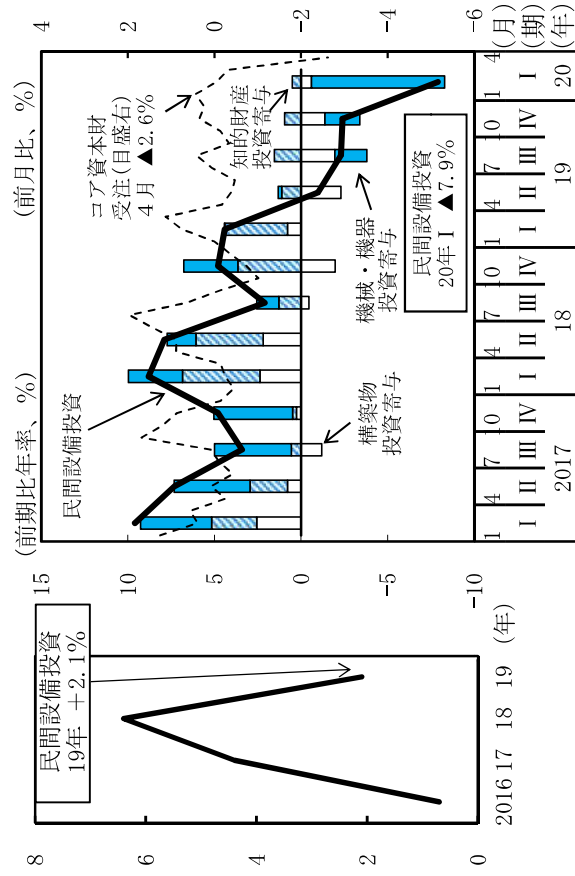 8
6
4
2
0
2016
17
18
19
(年)
民間設備投資
19年 +2.1%
(前期比年率、%)
(前月比、%)
15
10
5
0
-5
-10
4
2
0
-2
-4
-6
民間設備投資
コア資本財
受注(目盛右)
4月 ▲2.6%
知的財産
投資寄与
構築物
投資寄与
機械・機器
投資寄与
民間設備投資
20年Ⅰ ▲7.9%
1 4 7 10 1 4 7 10 1 4 7 10 1 4 (月)
Ⅰ Ⅱ Ⅲ Ⅳ Ⅰ Ⅱ Ⅲ Ⅳ Ⅰ Ⅱ Ⅲ Ⅳ Ⅰ (期)
2017 18 19 20 (年)